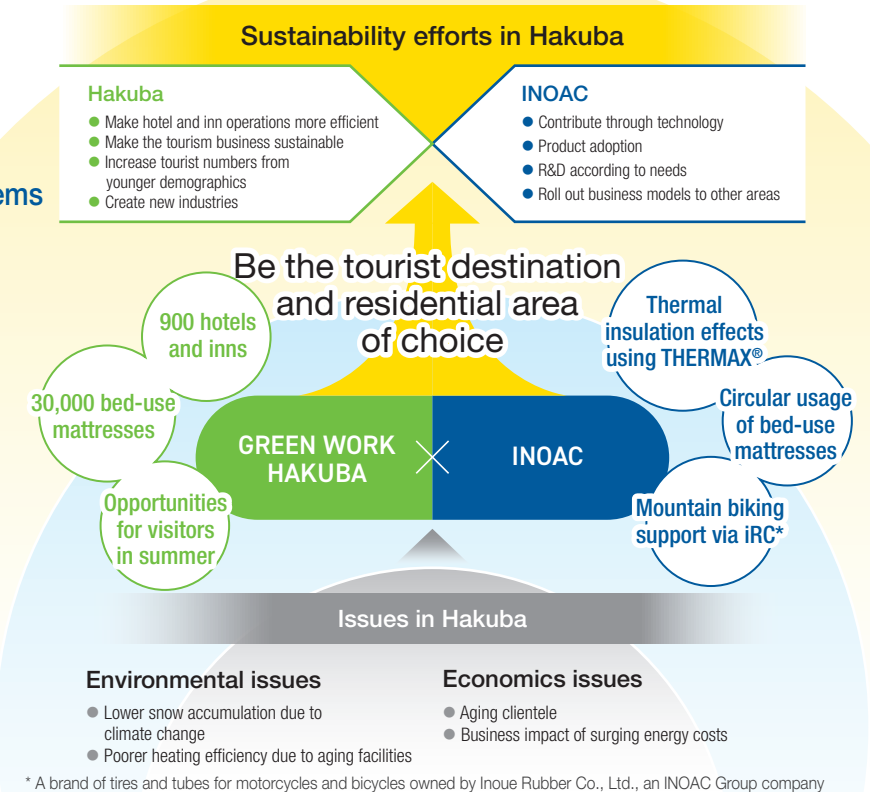 Sustainability efforts in Hakuba
Hakuba
● Make hotel and inn operations more efficient
● Make the tourism business sustainable
● Increase tourist numbers from
younger demographics
● Create new industries
INOAC
● Contribute through technology
● Product adoption
● R&D according to needs
● Roll out business models to other areas
ems
Be the tourist destination
and residential area
of choice
900 hotels
and inns
30,000 bed-use
mattresses
Opportunities
for visitors
in summer
GREEN WORK
HAKUBA
×
INOAC
Thermal
insulation effects
using THERMAX®
Circular usage
of bed-use
mattresses
Mountain biking
support via iRC*
Issues in Hakuba
Environmental issues
● Lower snow accumulation due to
climate change
● Poorer heating efficiency due to aging facilities
Economics issues
● Aging clientele
● Business impact of surging energy costs
* A brand of tires and tubes for motorcycles and bicycles owned by Inoue Rubber Co., Ltd., an INOAC Group company